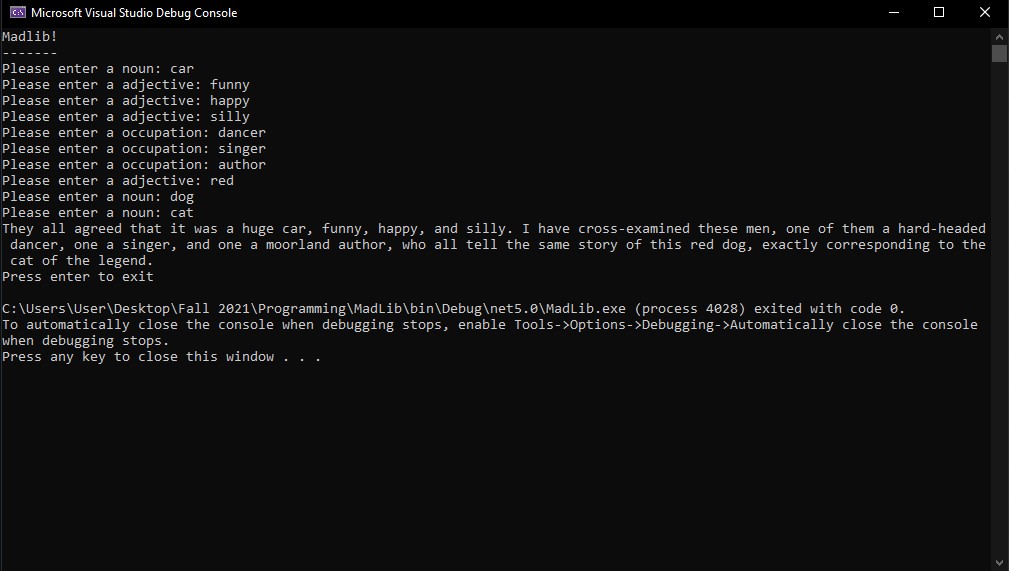 Microsoft Visual Studio Debug Console
Madlib!
-------
Please enter a noun: car
Please enter a adjective: funny
Please enter a adjective: happy
Please enter a adjective: silly
Please enter a occupation: dancer
Please enter a occupation: singer
Please enter a occupation: author
Please enter a adjective: red
Please enter a noun: dog
Please enter a noun: cat
They all agreed that it was a huge car, funny, happy, and silly. I have cross-examined these men, one of them a hard-headed
dancer, one a singer, and one a moorland author, who all tell the same story of this red dog, exactly corresponding to the
cat of the legend.
Press enter to exit
C:\Users\User\Desktop\Fall 2021\Programming\MadLib\bin\Debug\net5.0\MadLib.exe (process 4028) exited with code 0.
To automatically close the console when debugging stops, enable Tools->Options->Debugging->Automatically close the console
when debugging stops.
Press any key to close this window . . .